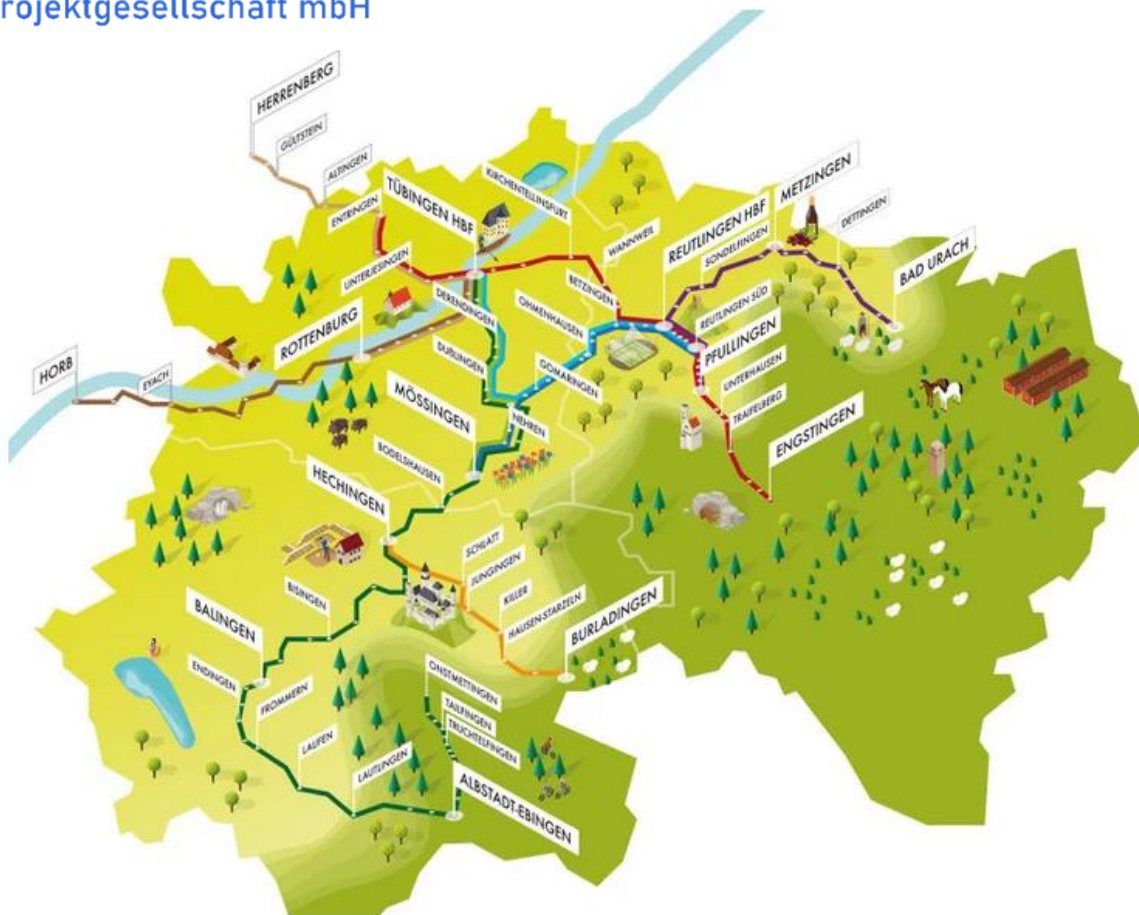 rojektgesellschaft mbH
HERRENBERG
GÜLTSTEIN
ALTINGEN
ENTRINGEN
TÜBINGEN HBF
KIRCHENTELLINSFURT
WANNWEIL
REUTLINGEN HBF
SONDELFINGEN
METZINGEN
DETTINGEN
BAD URACH
UNTERJESINGEN
DERENDINGEN
BETZINGEN
OHMENHAUSEN
REUTLINGEN SÜD
PFULLINGEN
ROTTENBURG
HORB
EYACH
DUßLINGEN
GOMARINGEN
UNTERHAUSEN
TRAIFELBERG
ENGSTINGEN
MÖSSINGEN
NEHREN
BODELSHAUSEN
HECHINGEN
SCHLATT
JUNGINGEN
KILLER
HAUSEN-STARZELN
BURLADINGEN
BISINGEN
BALINGEN
ENDINGEN
FROMMERN
LAUFEN
LAUTLINGEN
ONSTMETTINGEN
TAILFINGEN
TRUCHTELFINGEN
ALBSTADT-EBINGEN